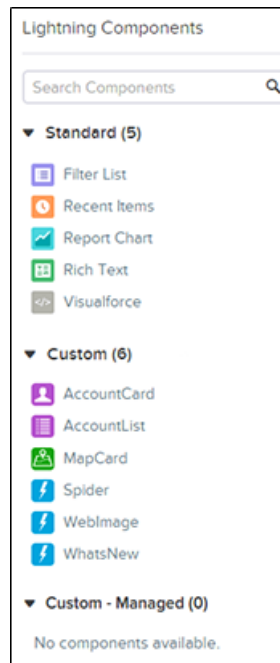 Lightning Components
Search Components
Standard (5)
Filter List
Recent Items
Report Chart
Rich Text
Visualforce
Custom (6)
AccountCard
AccountList
MapCard
Spider
WebImage
WhatsNew
Custom - Managed (0)
No components available.